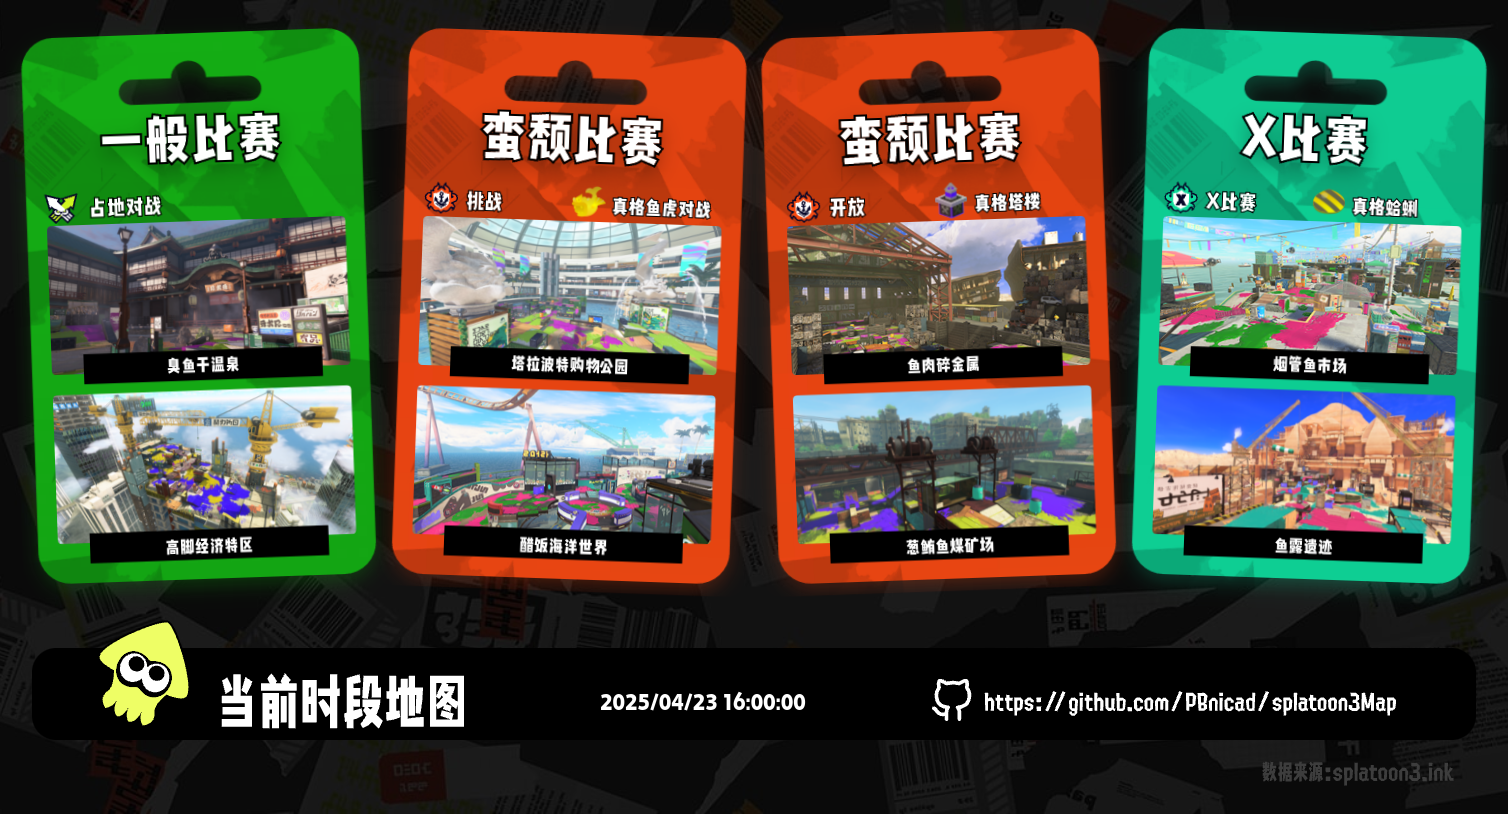 一般比赛
占地对战
臭鱼干温泉
高脚经济特区
蛮颓比赛
挑战
真格鱼虎对战
塔拉波特购物公园
醋饭海洋世界
蛮颓比赛
开放
真格塔楼
鱼肉碎金属
葱鲔鱼煤矿场
X比赛
X比赛
真格蛤蜊
烟管鱼市场
鱼露遗迹
当前时段地图
2025/04/23 16:00:00
https://github.com/PBnicad/splatoon3Map
数据来源:splatoon3.ink